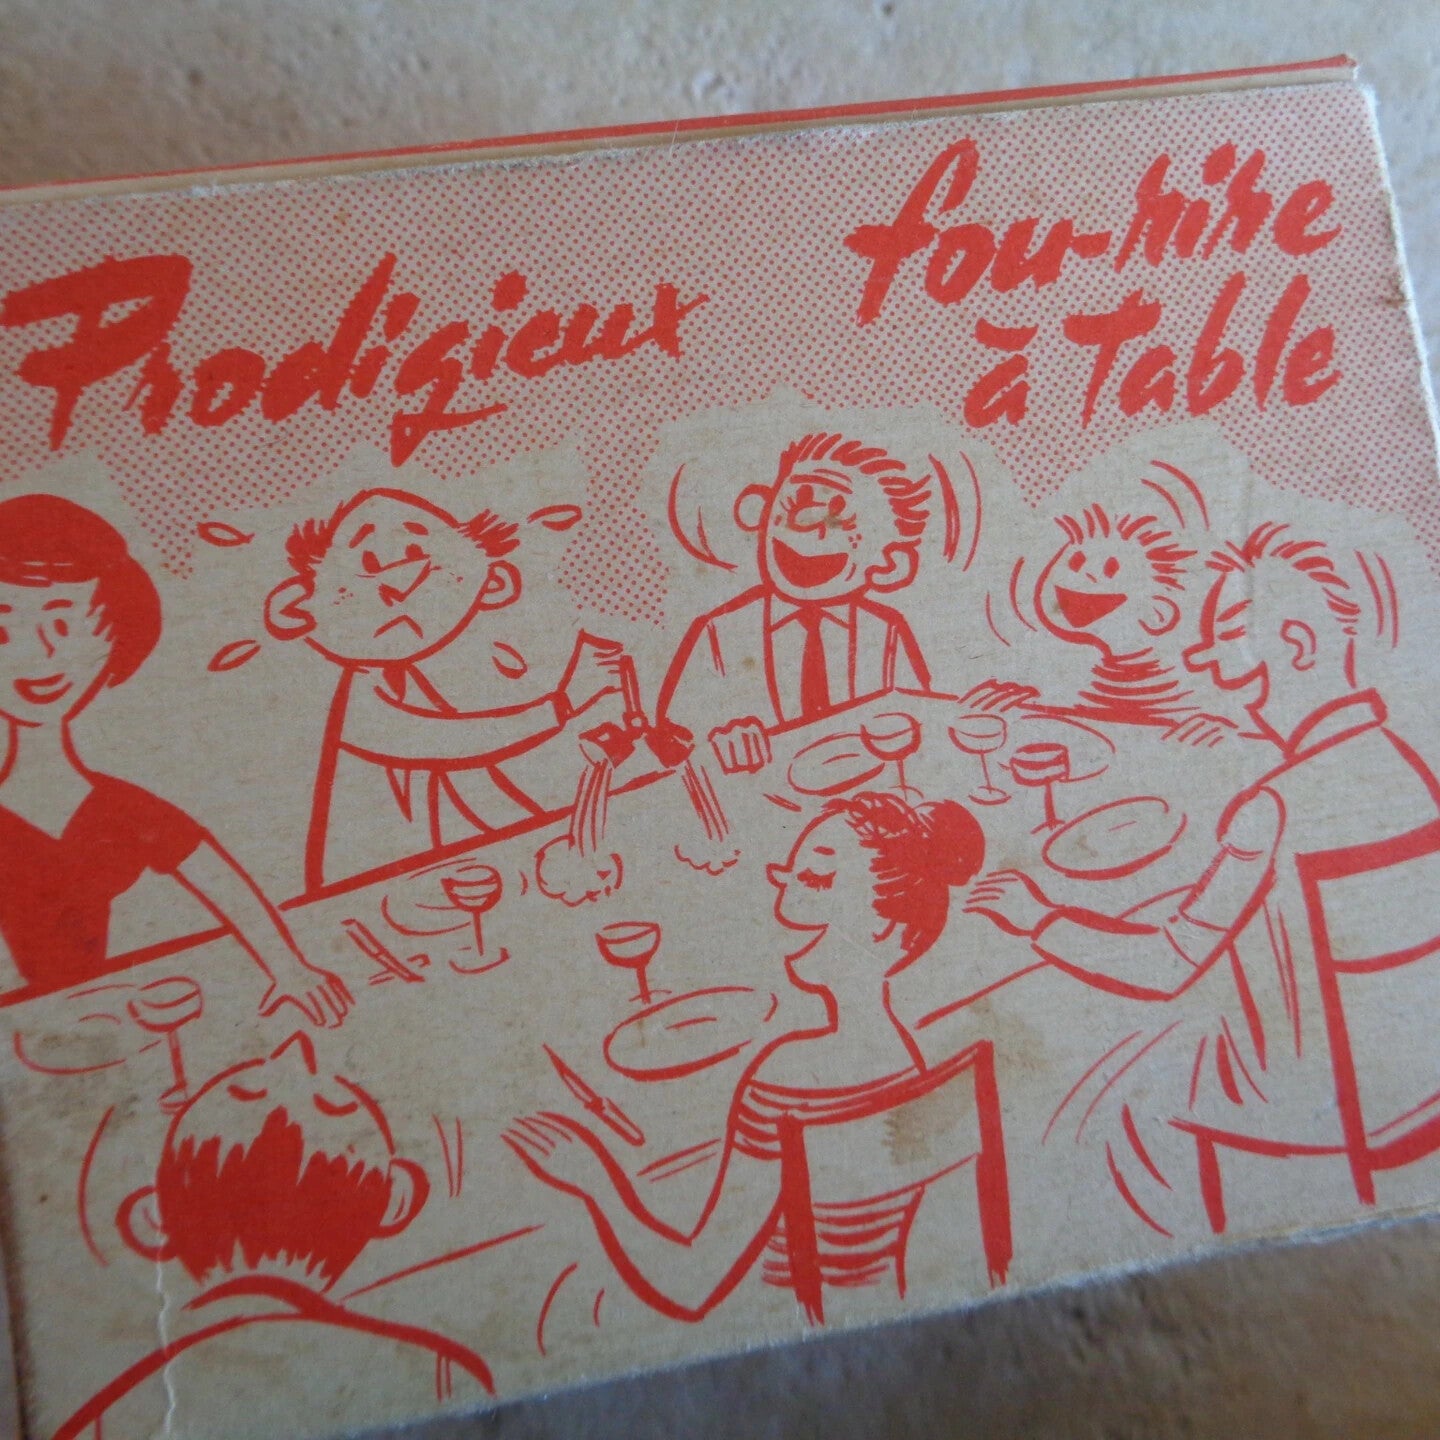 Prodigieux
fou-rire
à Table